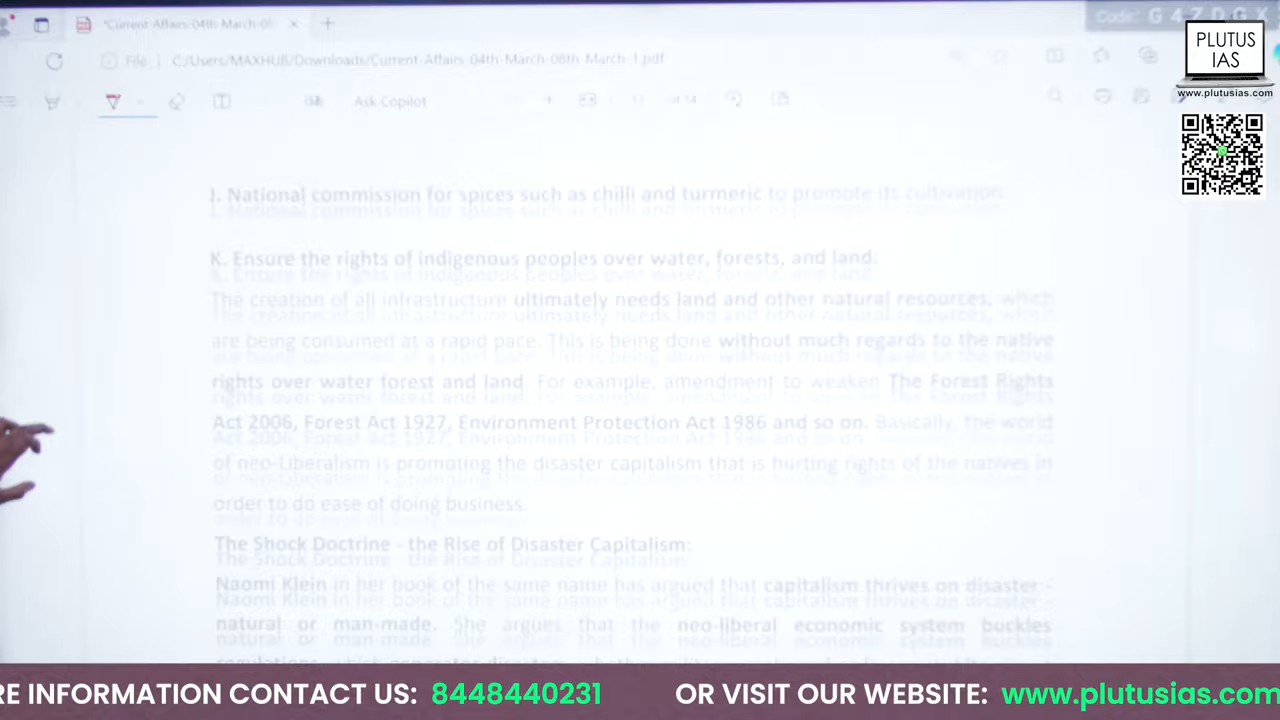 Code: G 4 Z D G X
*Current-Affairs-04th-March-0
File
C:/Users/MAXHUB/Downloads/Current-Affairs-04th-March-08th-March_1.pdf
PLUTUS
IAS
www.plutusias.com
Ask Copilot
of 14
J. National commission for spices such as chilli and turmeric to promote its cultivation
K. Ensure the rights of indigenous peoples over water, forests, and land:
The creation of all infrastructure ultimately needs land and other natural resources, which
are being consumed at a rapid pace. This is being done without much regards to the native
rights over water forest and land. For example, amendment to weaken The Forest Rights
Act 2006, Forest Act 1927, Environment Protection Act 1986 and so on. Basically, the world
of neo-Liberalism is promoting the disaster capitalism that is hurting rights of the natives in
order to do ease of doing business.
The Shock Doctrine - the Rise of Disaster Capitalism:
Naomi Klein in her book of the same name has argued that capitalism thrives on disaster -
natural or man-made. She argues that the neo-liberal economic system buckles
RE INFORMATION CONTACT US: 8448440231 OR VISIT OUR WEBSITE: www.plutusias.com